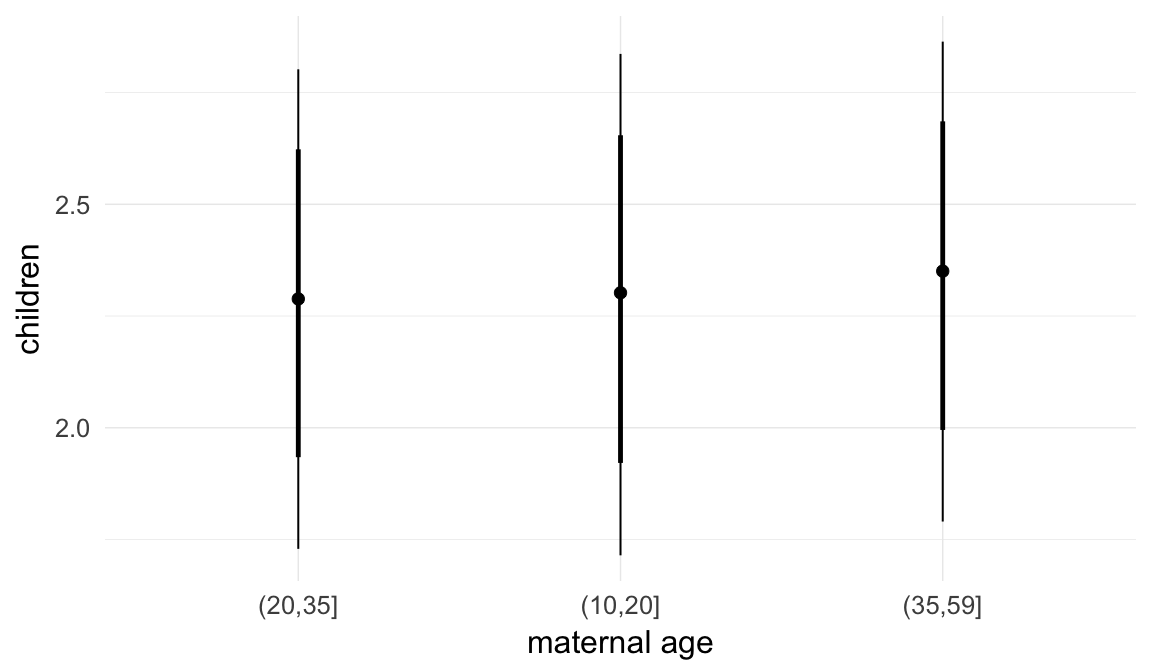 children
2.5
2.0
(20,35]
(10,20]
(35,59]
maternal age